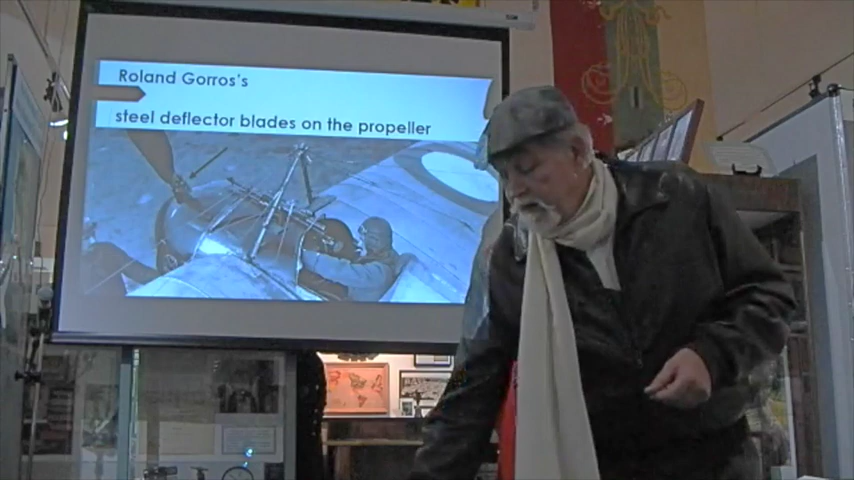 Roland Gorros's
steel deflector blades on the propeller